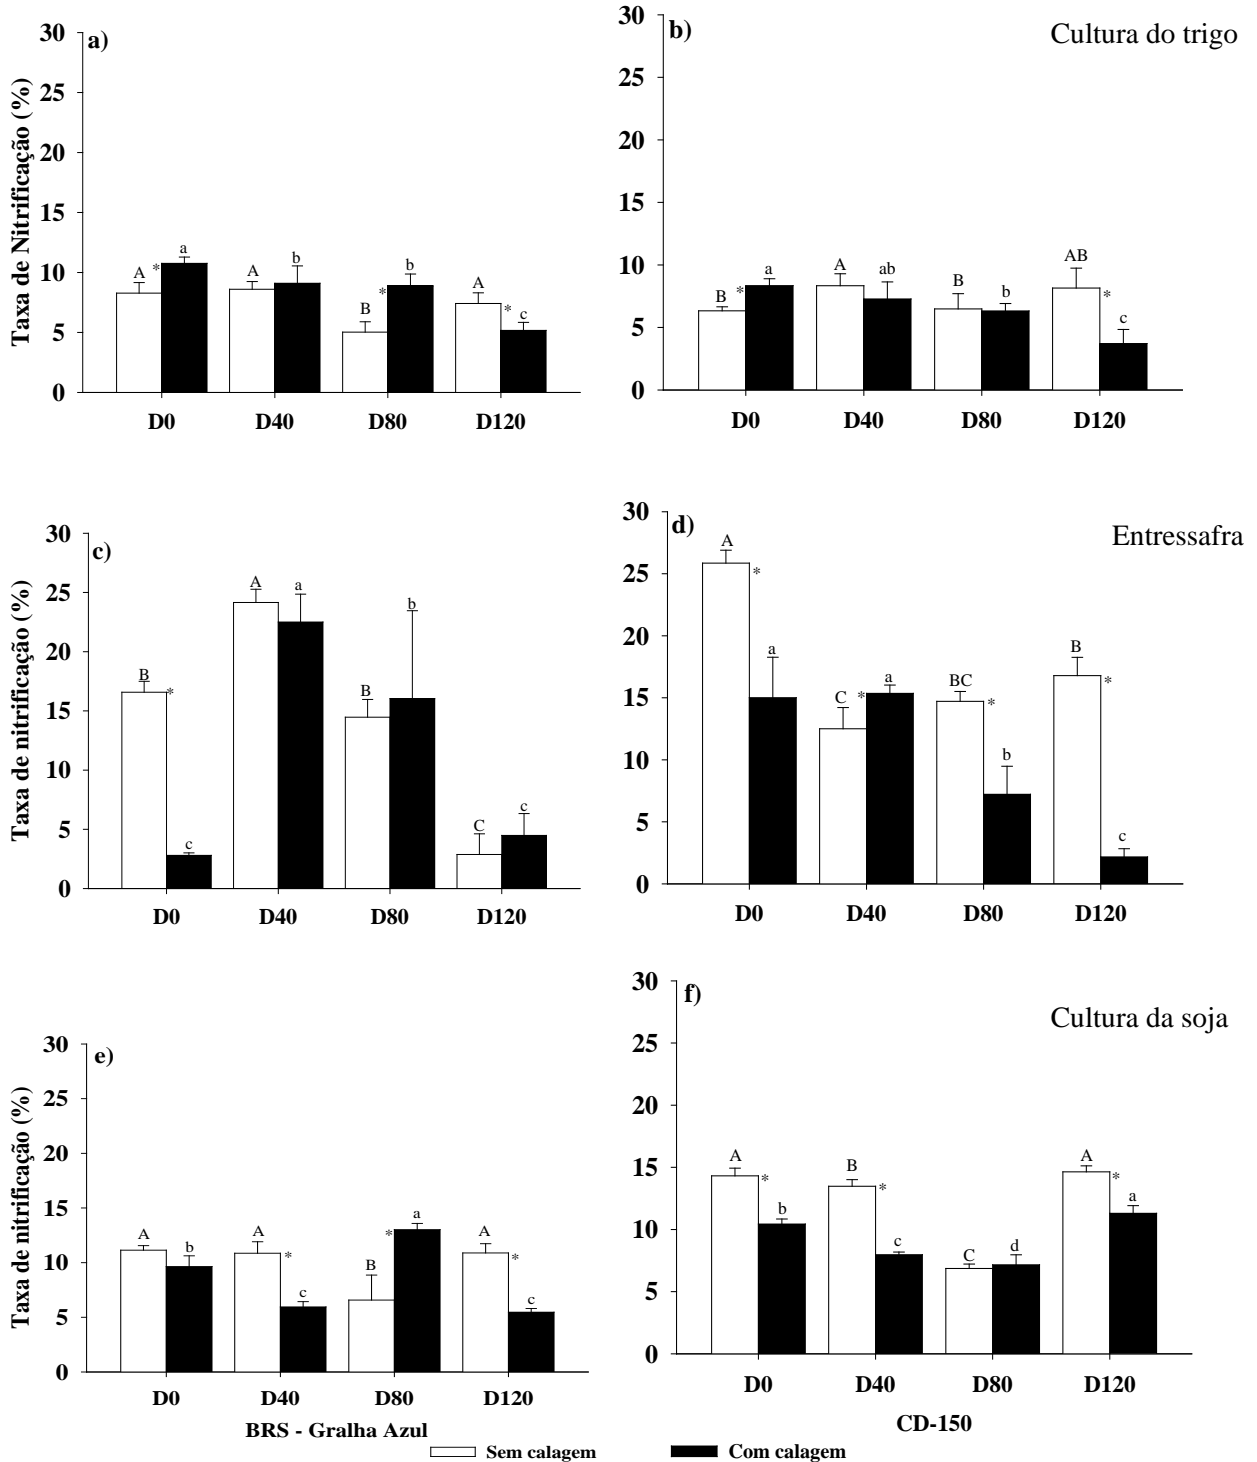 a)
Taxa de Nitrificação (%)
30
25
20
15
10
5
0
A * a
A b
B * b
A * c
D0 D40 D80 D120
b)
Cultura do trigo
30
25
20
15
10
5
0
B * a
A ab
B b
AB * c
D0 D40 D80 D120
c)
Taxa de nitrificação (%)
30
25
20
15
10
5
0
B * c
A a
B b
C c
D0 D40 D80 D120
d)
Entressafra
30
25
20
15
10
5
0
A * a
C * a
BC * b
B * c
D0 D40 D80 D120
e)
Taxa de nitrificação (%)
30
25
20
15
10
5
0
A b
A * c
B * a
A * c
D0 D40 D80 D120
BRS - Gralha Azul
f)
Cultura da soja
30
25
20
15
10
5
0
A * b
B * c
C d
A * a
D0 D40 D80 D120
CD-150
Sem calagem Com calagem